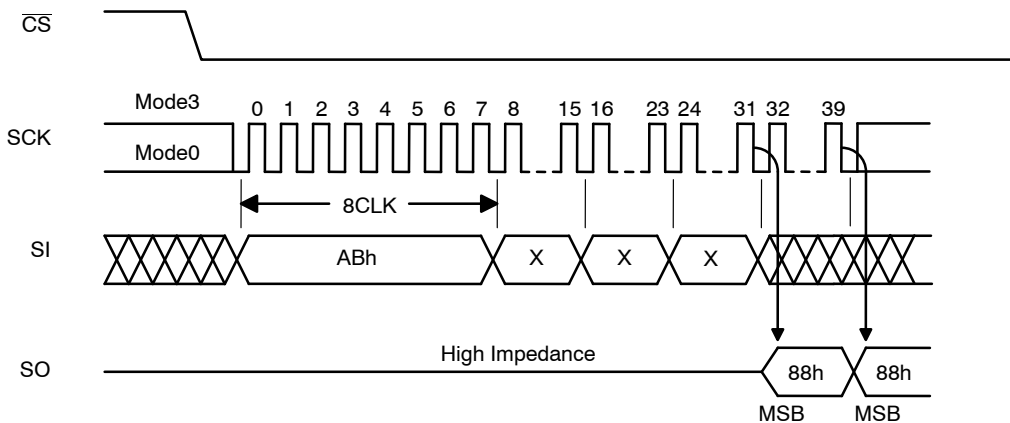 CS
Mode3
0 1 2 3 4 5 6 7 8 15 16 23 24 31 32 39
SCK
Mode0
8CLK
SI
ABh X X X
High Impedance
SO
88h 88h
MSB MSB